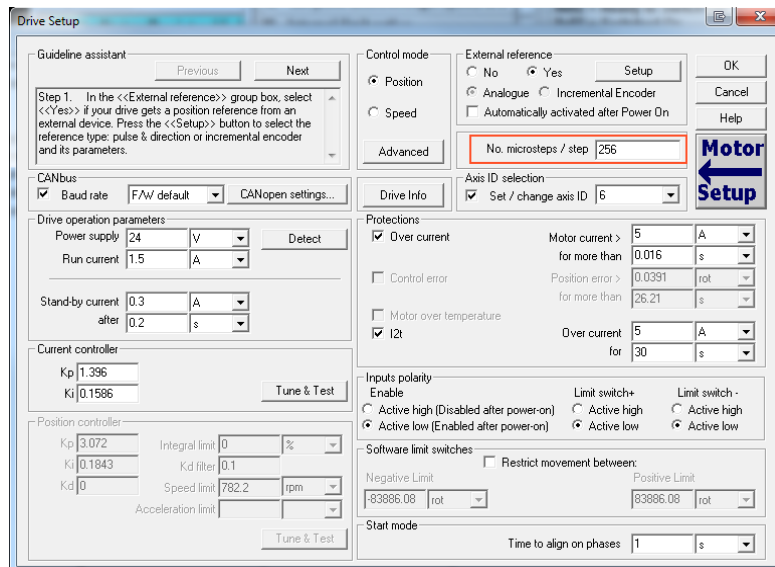 Drive Setup
Guideline assistant
Previous
Next
Step 1. In the <<External reference>> group box, select
<<Yes>> if your drive gets a position reference from an
external device. Press the <<Setup>> button to select the
reference type: pulse & direction or incremental encoder
and its parameters.
Control mode
Position
Speed
Advanced
External reference
No
Yes
Setup
Analogue
Incremental Encoder
Automatically activated after Power On
No. microsteps / step 256
OK
Cancel
Help
Motor
Setup
CANbus
Baud rate F/W default CANopen settings...
Drive Info
Axis ID selection
Set / change axis ID 6
Drive operation parameters
Power supply 24 V Detect
Run current 1.5 A
Stand-by current 0.3 A
after 0.2 s
Protections
Over current Motor current > 5 A
for more than 0.016 s
Control error Position error > 0.0391 rot
for more than 26.21 s
Motor over temperature
I2t Over current 5 A
for 30 s
Current controller
Kp 1.396
Ki 0.1586 Tune & Test
Inputs polarity
Enable Limit switch+ Limit switch -
Active high (Disabled after power-on) Active high Active high
Active low (Enabled after power-on) Active low Active low
Position controller
Kp 3.072 Integral limit 0 %
Ki 0.1843 Kd filter 0.1
Kd 0 Speed limit 782.2 rpm
Acceleration limit
Tune & Test
Software limit switches
Restrict movement between:
Negative Limit Positive Limit
-83886.08 rot 83886.08 rot
Start mode
Time to align on phases 1 s